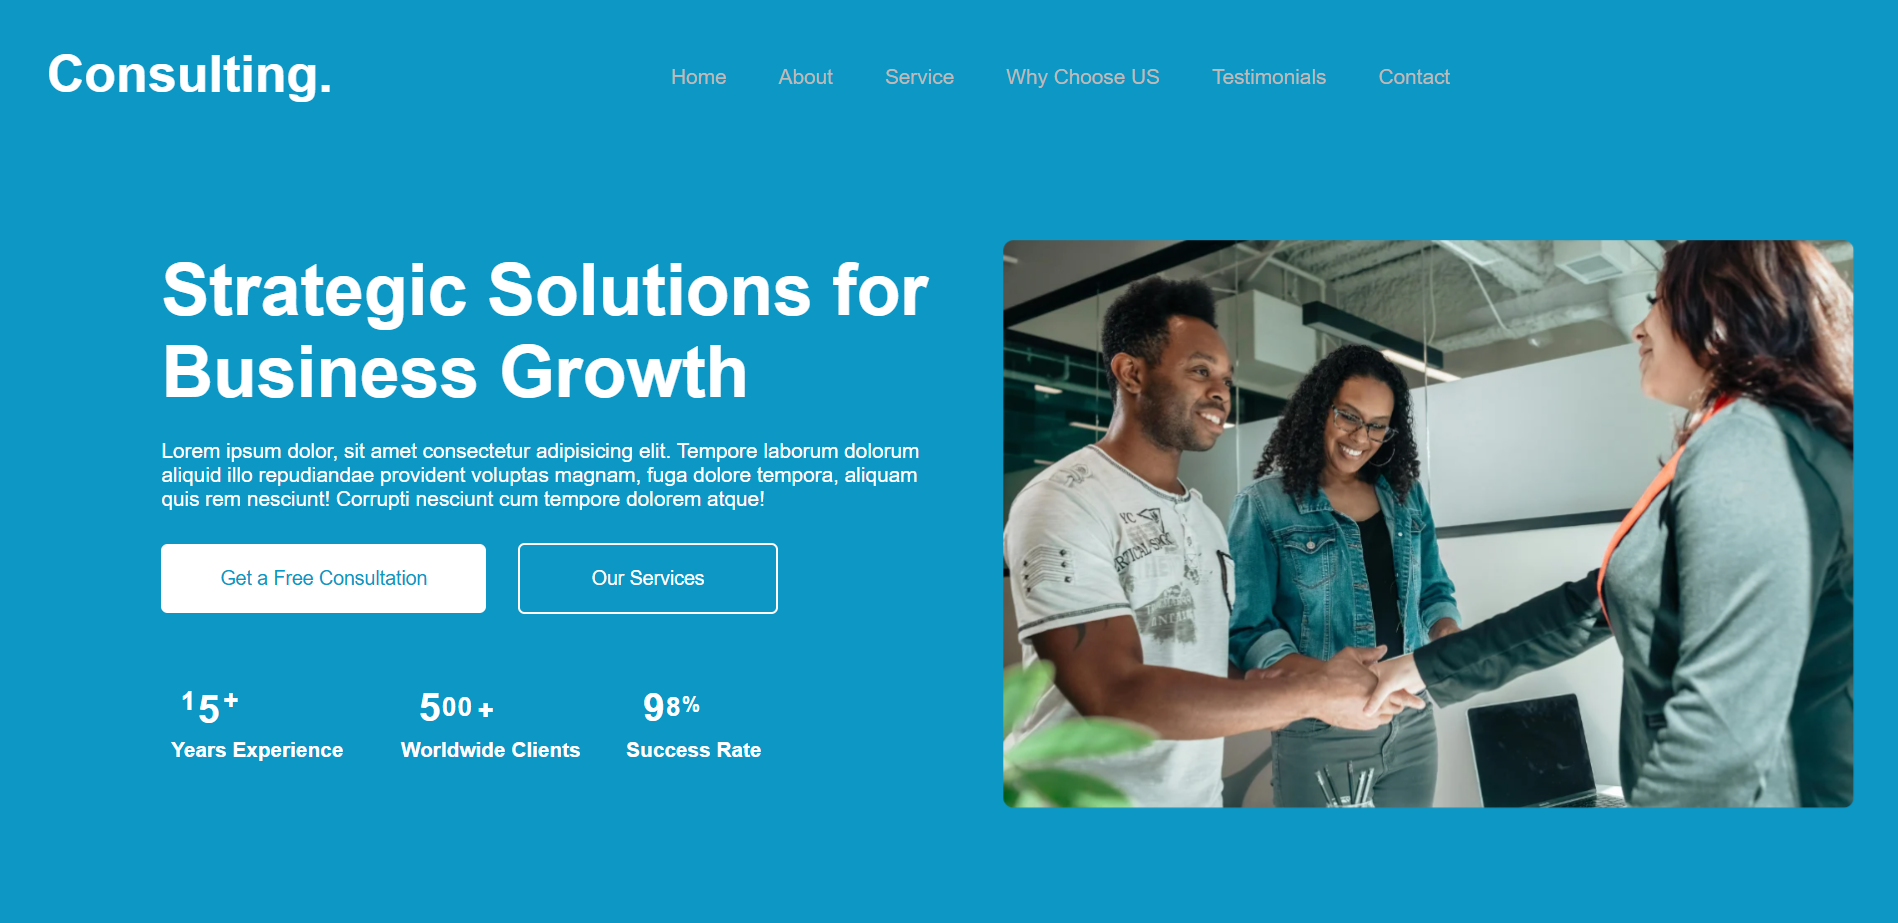 Consulting.
Home About Service Why Choose US Testimonials Contact
Strategic Solutions for
Business Growth
Lorem ipsum dolor, sit amet consectetur adipisicing elit. Tempore laborum dolorum
aliquid illo repudiandae provident voluptas magnam, fuga dolore tempora, aliquam
quis rem nesciunt! Corrupti nesciunt cum tempore dolorem atque!
Get a Free Consultation Our Services
15+ 500+ 98%
Years Experience Worldwide Clients Success Rate
YC